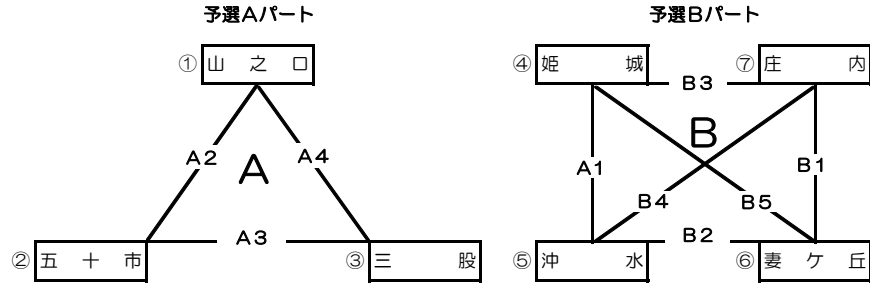 予選Aパート 予選Bパート
①山之口 ④姫城 ⑦庄内
B3
A2 A A4 A1 B B1
B4 B5
A3 B2
②五十市 ③三股 ⑤沖水 ⑥妻ケ丘